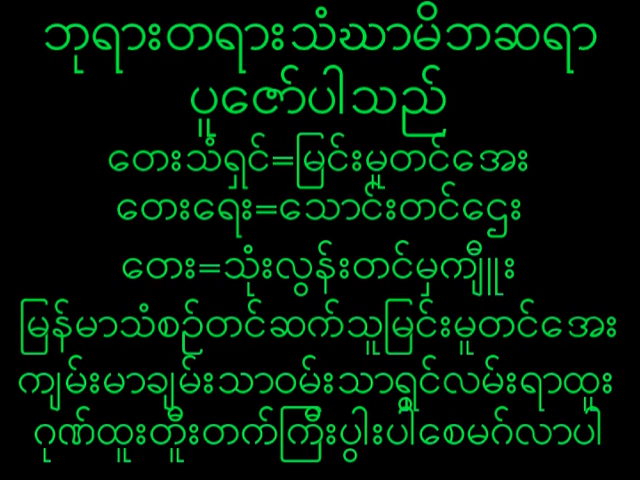 ဘုရားတရားသံဃာမိဘဆရာ
ပူဇော်ပါသည်
တေးသံရှင်=မြင်းမူတင်အေး
တေးရေး=သောင်းတင်ဌေး
တေး=သုံးလွန်းတင်မှကျီူး
မြန်မာသံစဉ်တင်ဆက်သူမြင်းမူတင်အေး
ကျမ်းမာချမ်းသာဝမ်းသာရွှင်လမ်းရာထူး
ဂုဏ်ထူးတိူးတက်ကြီးပွါးပါစေမင်္ဂလာပါ